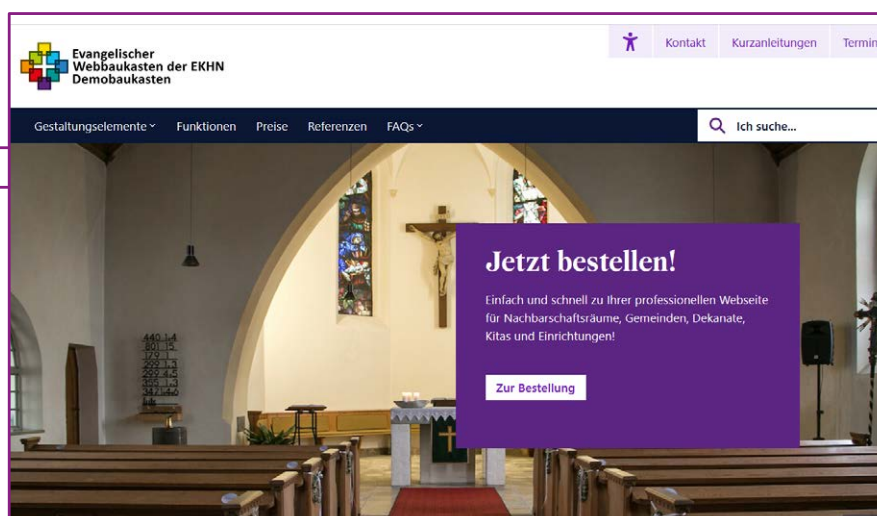 Evangelischer
Webbaukasten der EKHN
Demobaukasten
Kontakt Kurzanleitungen Termin
Gestaltungselemente Funktionen Preise Referenzen FAQs Ich suche...
Jetzt bestellen!
Einfach und schnell zu Ihrer professionellen Webseite
für Nachbarschaftsräume, Gemeinden, Dekanate,
Kitas und Einrichtungen!
Zur Bestellung